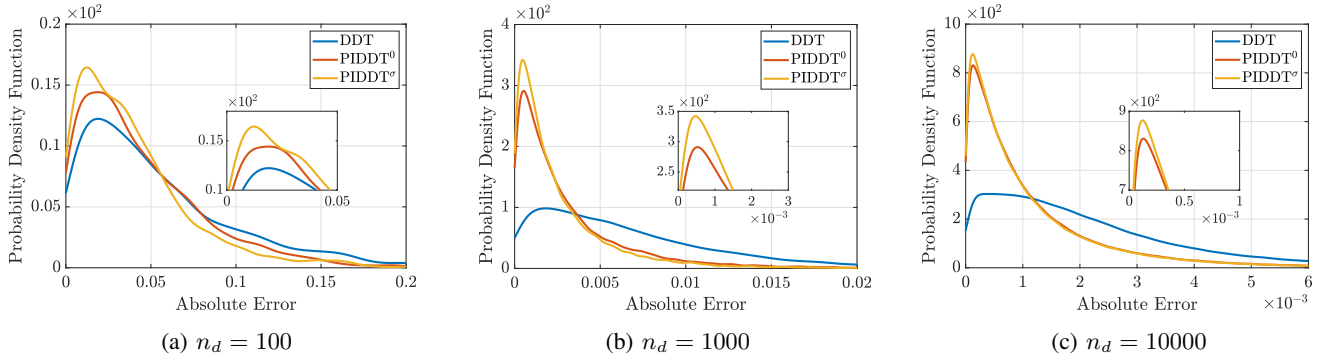 ×10²
0.2
0.15
0.1
0.05
0
Probability Density Function
0 0.05 0.1 0.15 0.2
Absolute Error
DDT
PIDDT⁰
PIDDT^σ
×10²
0.15
0.1
0 0.05
(a) n_d = 100
×10²
4
3
2
1
0
Probability Density Function
0 0.005 0.01 0.015 0.02
Absolute Error
DDT
PIDDT⁰
PIDDT^σ
×10²
3.5
3
2.5
0 1 2 3
×10⁻³
(b) n_d = 1000
×10²
10
8
6
4
2
0
Probability Density Function
0 1 2 3 4 5 6
×10⁻³
Absolute Error
DDT
PIDDT⁰
PIDDT^σ
×10²
9
8
7
0 0.5 1
×10⁻³
(c) n_d = 10000